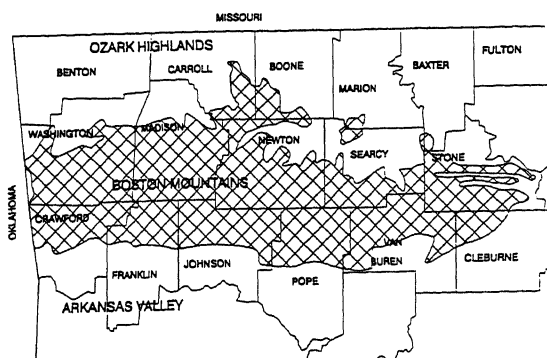 MISSOURI
OZARK HIGHLANDS
BENTON
CARROLL
BOONE
MARION
BAXTER
FULTON
WASHINGTON
MADISON
NEWTON
SEARCY
STONE
BOSTON MOUNTAINS
OKLAHOMA
CRAWFORD
FRANKLIN
JOHNSON
POPE
VAN
BUREN
CLEBURNE
ARKANSAS VALLEY